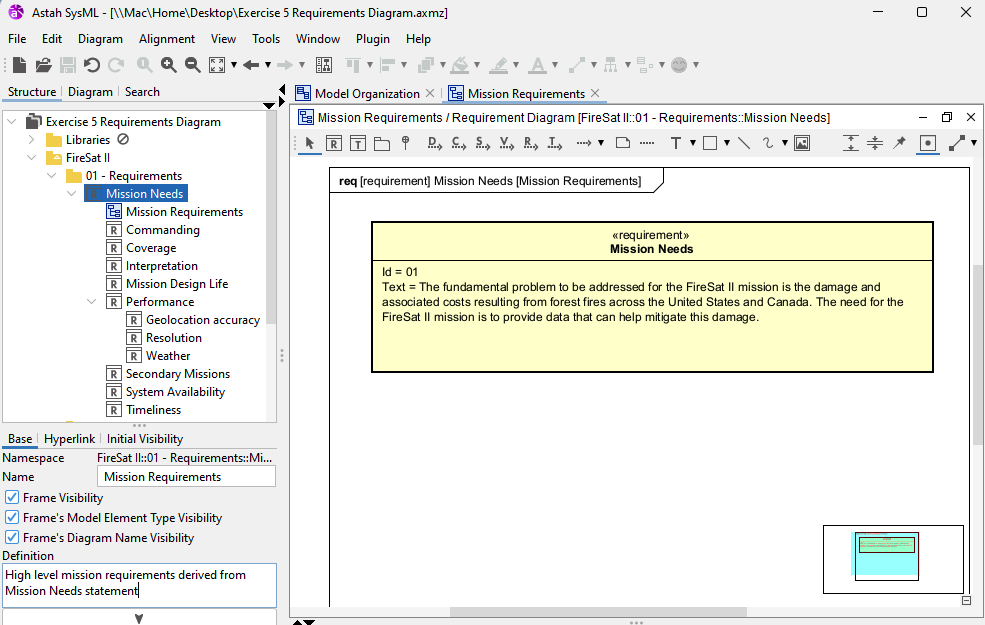 Astah SysML - [\\Mac\Home\Desktop\Exercise 5 Requirements Diagram.axmz]
File Edit Diagram Alignment View Tools Window Plugin Help
Structure Diagram Search
Exercise 5 Requirements Diagram
Libraries
FireSat II
01 - Requirements
Mission Needs
Mission Requirements
R Commanding
R Coverage
R Interpretation
R Mission Design Life
R Performance
R Geolocation accuracy
R Resolution
R Weather
R Secondary Missions
R System Availability
R Timeliness
Base Hyperlink Initial Visibility
Namespace FireSat II::01 - Requirements::Mi...
Name Mission Requirements
Frame Visibility
Frame's Model Element Type Visibility
Frame's Diagram Name Visibility
Definition
High level mission requirements derived from
Mission Needs statement
Model Organization Mission Requirements
Mission Requirements / Requirement Diagram [FireSat II::01 - Requirements::Mission Needs]
R T D C S V R T T
req [requirement] Mission Needs [Mission Requirements]
«requirement»
Mission Needs
Id = 01
Text = The fundamental problem to be addressed for the FireSat II mission is the damage and
associated costs resulting from forest fires across the United States and Canada. The need for the
FireSat II mission is to provide data that can help mitigate this damage.